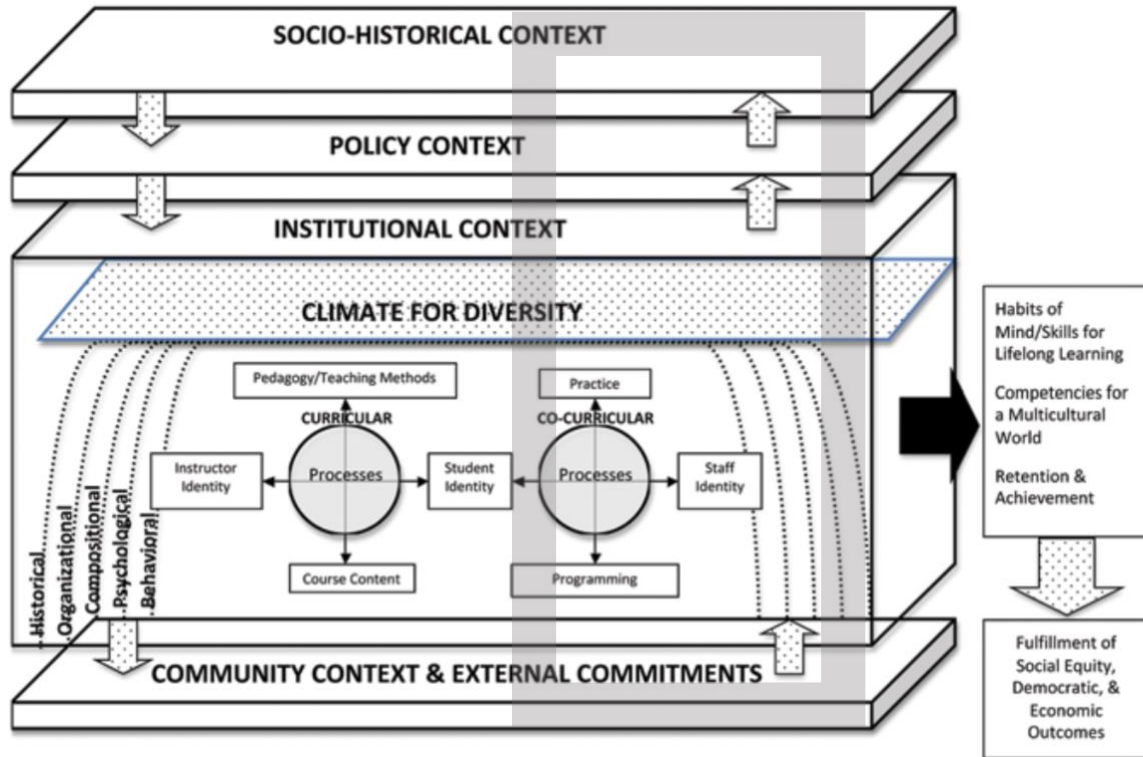 SOCIO-HISTORICAL CONTEXT
POLICY CONTEXT
INSTITUTIONAL CONTEXT
CLIMATE FOR DIVERSITY
Pedagogy/Teaching Methods
CURRICULAR
Instructor
Identity
Processes
Student
Identity
Course Content
Practice
CO-CURRICULAR
Processes
Staff
Identity
Programming
Historical
Organizational
Compositional
Psychological
Behavioral
COMMUNITY CONTEXT & EXTERNAL COMMITMENTS
Habits of
Mind/Skills for
Lifelong Learning
Competencies for
a Multicultural
World
Retention &
Achievement
Fulfillment of
Social Equity,
Democratic, &
Economic
Outcomes